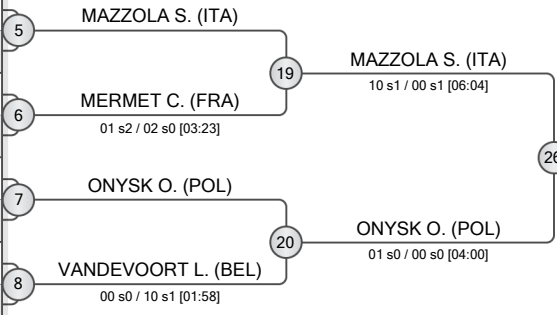 MAZZOLA S. (ITA)
5
19
MAZZOLA S. (ITA)
10 s1 / 00 s1 [06:04]
MERMET C. (FRA)
6
01 s2 / 02 s0 [03:23]
26
ONYSK O. (POL)
7
20
ONYSK O. (POL)
01 s0 / 00 s0 [04:00]
VANDEVOORT L. (BEL)
8
00 s0 / 10 s1 [01:58]